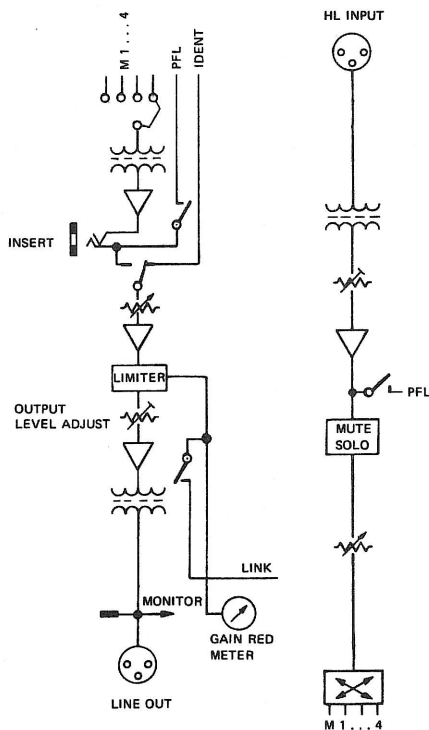 HL INPUT
M 1 . . . 4
PFL
IDENT
INSERT
LIMITER
OUTPUT
LEVEL ADJUST
PFL
MUTE
SOLO
LINK
MONITOR
GAIN RED
METER
LINE OUT
M 1 . . . 4